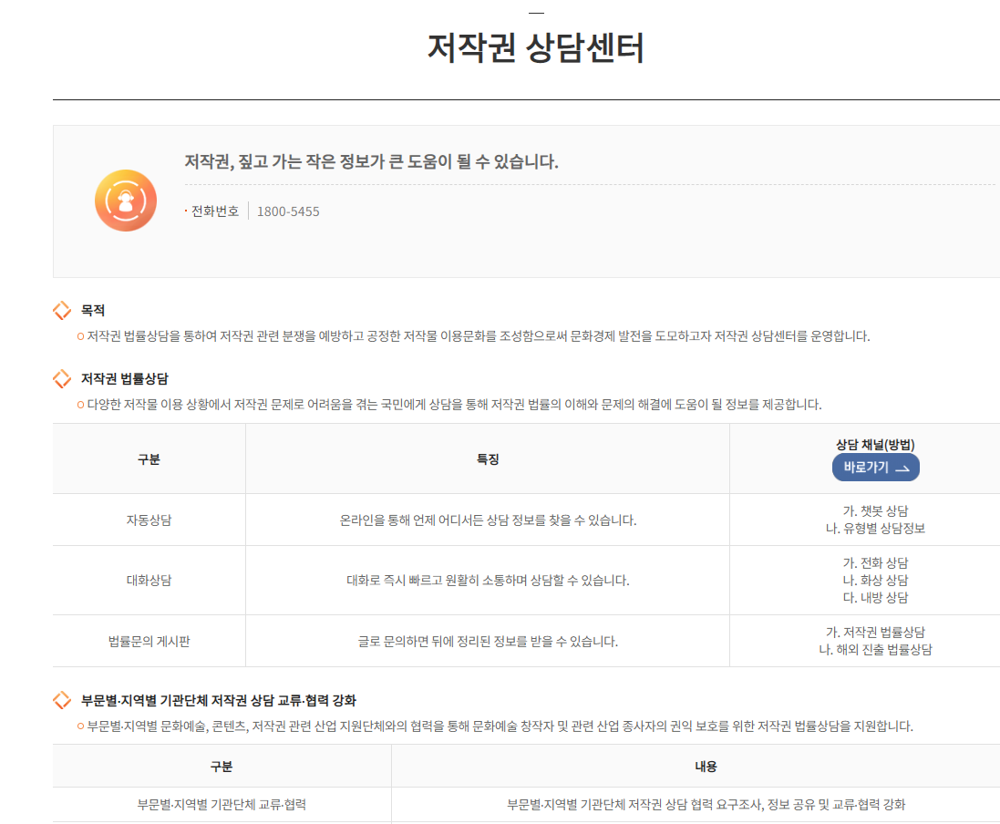 저작권 상담센터
저작권, 짚고 가는 작은 정보가 큰 도움이 될 수 있습니다.
· 전화번호 1800-5455
목적
저작권 법률상담을 통하여 저작권 관련 분쟁을 예방하고 공정한 저작물 이용문화를 조성함으로써 문화경제 발전을 도모하고자 저작권 상담센터를 운영합니다.
저작권 법률상담
다양한 저작물 이용 상황에서 저작권 문제로 어려움을 겪는 국민에게 상담을 통해 저작권 법률의 이해와 문제의 해결에 도움이 될 정보를 제공합니다.
구분 특징 상담 채널(방법)
바로가기
자동상담 온라인을 통해 언제 어디서든 상담 정보를 찾을 수 있습니다. 가. 챗봇 상담
나. 유형별 상담정보
대화상담 대화로 즉시 빠르고 원활히 소통하며 상담할 수 있습니다. 가. 전화 상담
나. 화상 상담
다. 내방 상담
법률문의 게시판 글로 문의하면 뒤에 정리된 정보를 받을 수 있습니다. 가. 저작권 법률상담
나. 해외 진출 법률상담
부문별·지역별 기관단체 저작권 상담 교류·협력 강화
부문별·지역별 문화예술, 콘텐츠, 저작권 관련 산업 지원단체와의 협력을 통해 문화예술 창작자 및 관련 산업 종사자의 권익 보호를 위한 저작권 법률상담을 지원합니다.
구분 내용
부문별·지역별 기관단체 교류·협력 부문별·지역별 기관단체 저작권 상담 협력 요구조사, 정보 공유 및 교류·협력 강화